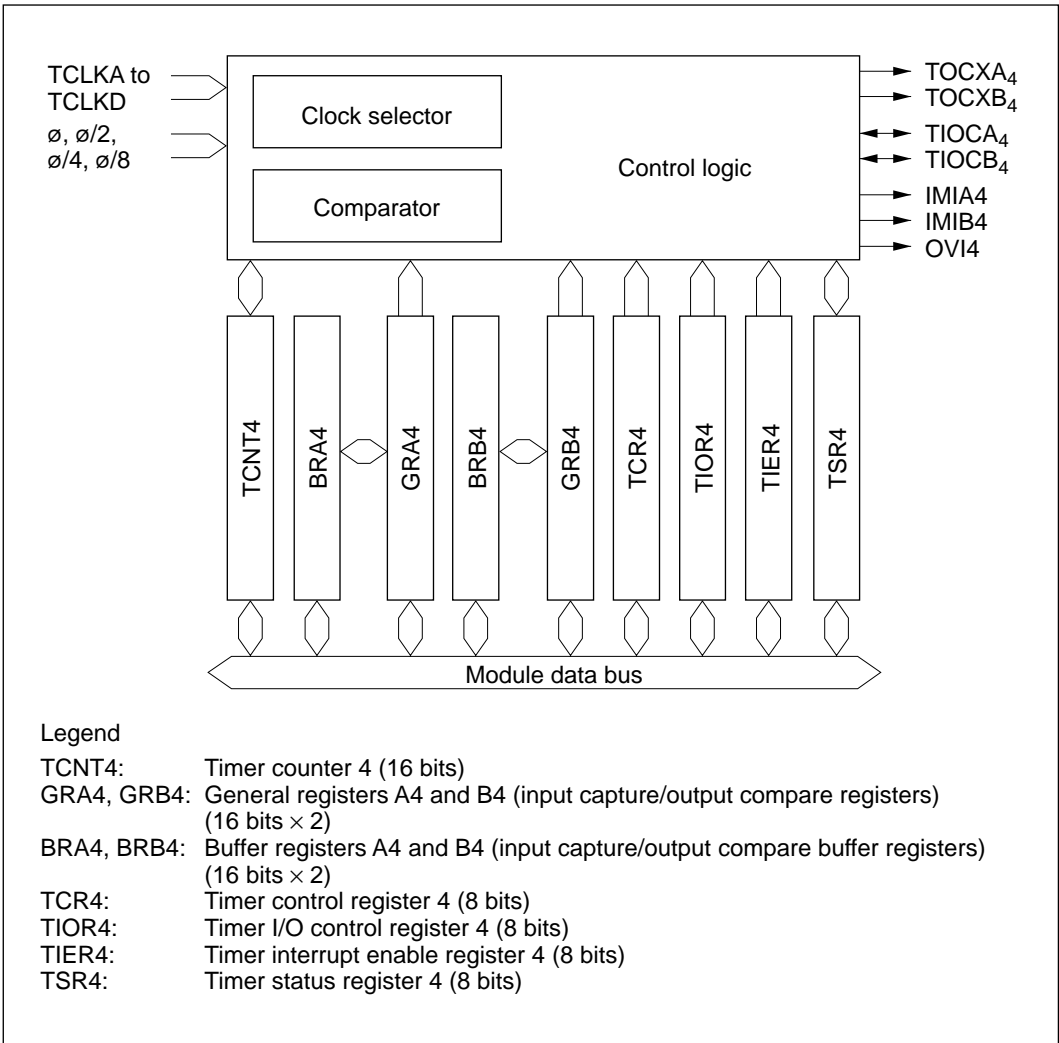 TCLKA to
TCLKD
ø, ø/2,
ø/4, ø/8
Clock selector
Comparator
Control logic
TOCXA4
TOCXB4
TIOCA4
TIOCB4
IMIA4
IMIB4
OVI4
TCNT4
BRA4
GRA4
BRB4
GRB4
TCR4
TIOR4
TIER4
TSR4
Module data bus
Legend
TCNT4: Timer counter 4 (16 bits)
GRA4, GRB4: General registers A4 and B4 (input capture/output compare registers)
(16 bits × 2)
BRA4, BRB4: Buffer registers A4 and B4 (input capture/output compare buffer registers)
(16 bits × 2)
TCR4: Timer control register 4 (8 bits)
TIOR4: Timer I/O control register 4 (8 bits)
TIER4: Timer interrupt enable register 4 (8 bits)
TSR4: Timer status register 4 (8 bits)